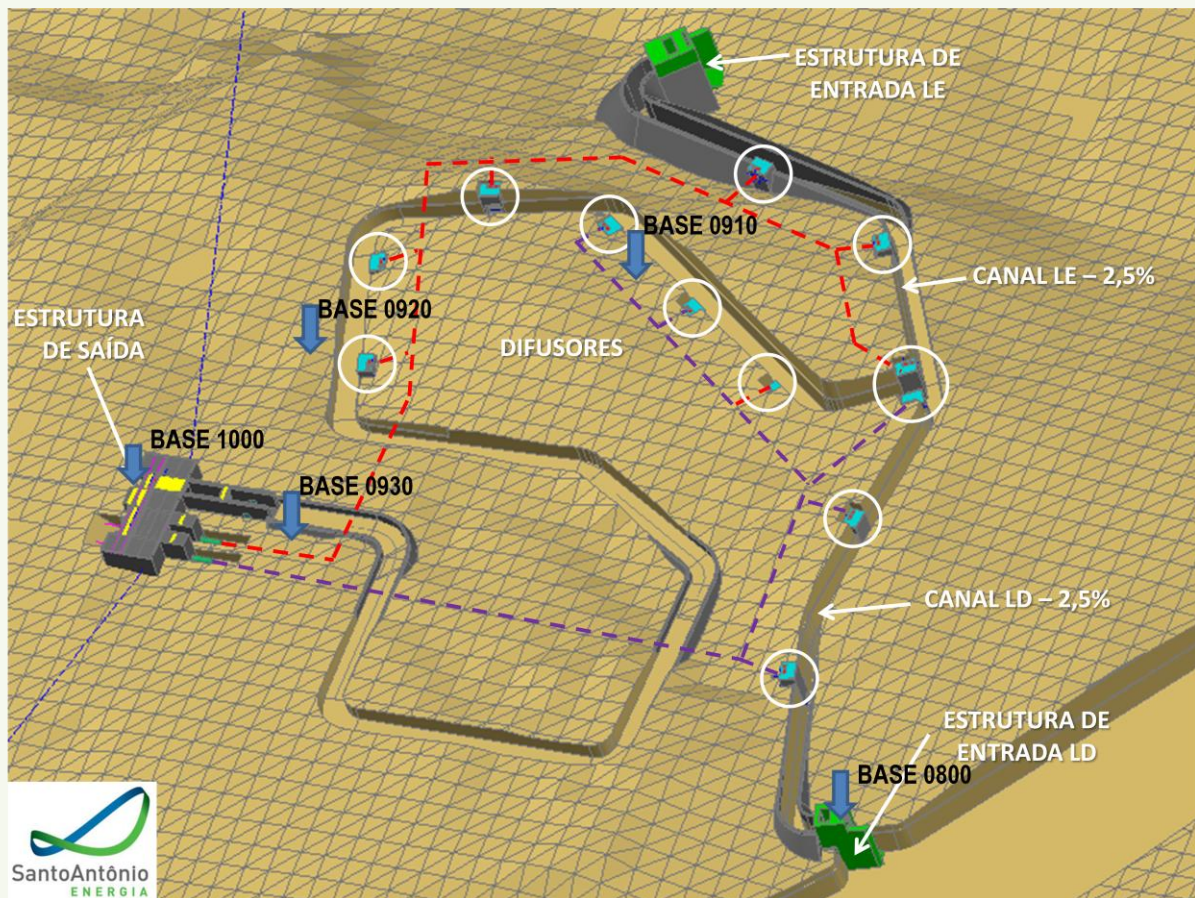 ESTRUTURA DE
ENTRADA LE
BASE 0910
CANAL LE – 2,5%
BASE 0920
ESTRUTURA
DE SAÍDA
DIFUSORES
BASE 1000
BASE 0930
CANAL LD – 2,5%
ESTRUTURA DE
ENTRADA LD
BASE 0800
SantoAntônio
ENERGIA